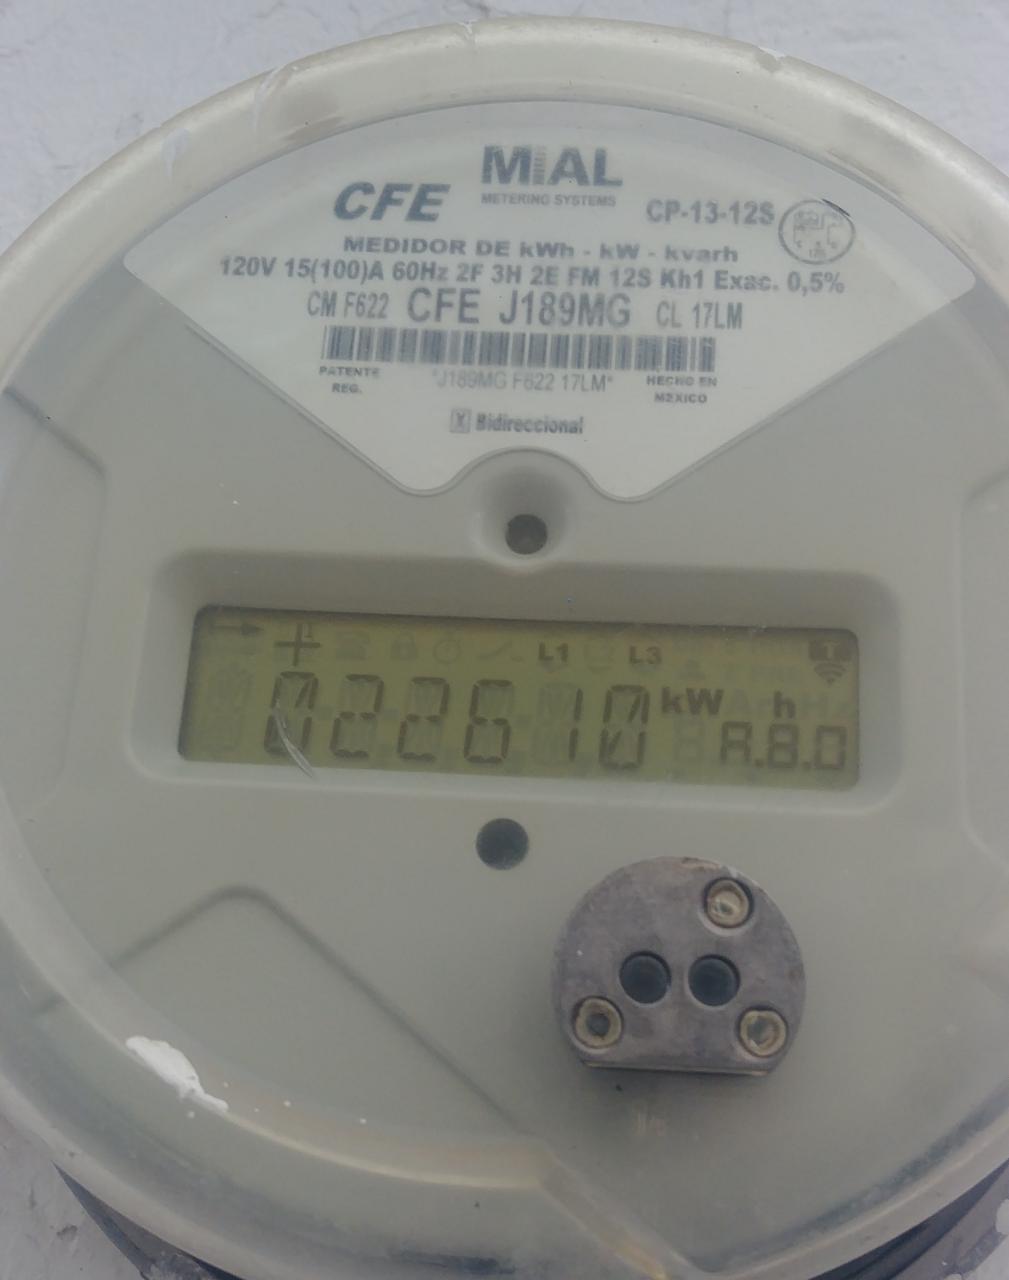 MIAL
METERING SYSTEMS
CFE
CP-13-12S
MEDIDOR DE kWh - kW - kvarh
120V 15(100)A 60Hz 2F 3H 2E FM 12S Kh1 Exac. 0,5%
CM F622 CFE J189MG CL 17LM
PATENTE REG.
*J189MG F622 17LM*
HECHO EN MEXICO
X Bidireccional
L1 L3 T
022610 kW h
A.8.0